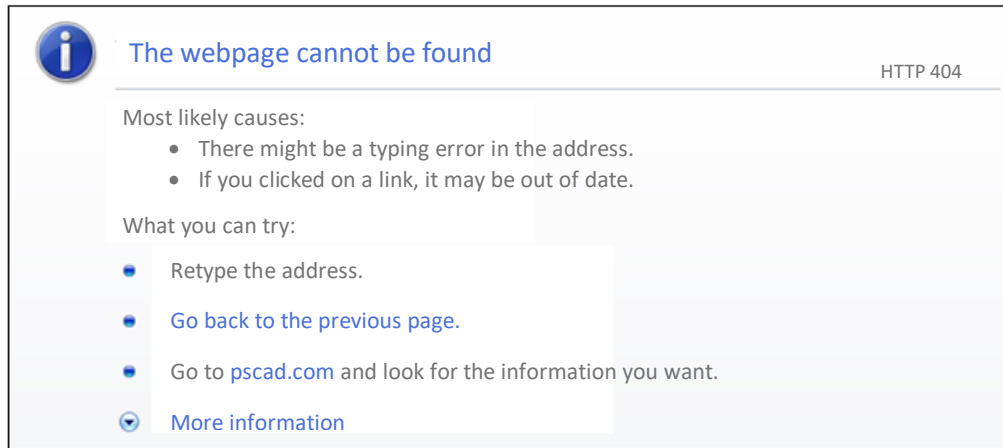 The webpage cannot be found
HTTP 404
Most likely causes:
• There might be a typing error in the address.
• If you clicked on a link, it may be out of date.
What you can try:
Retype the address.
Go back to the previous page.
Go to pscad.com and look for the information you want.
More information